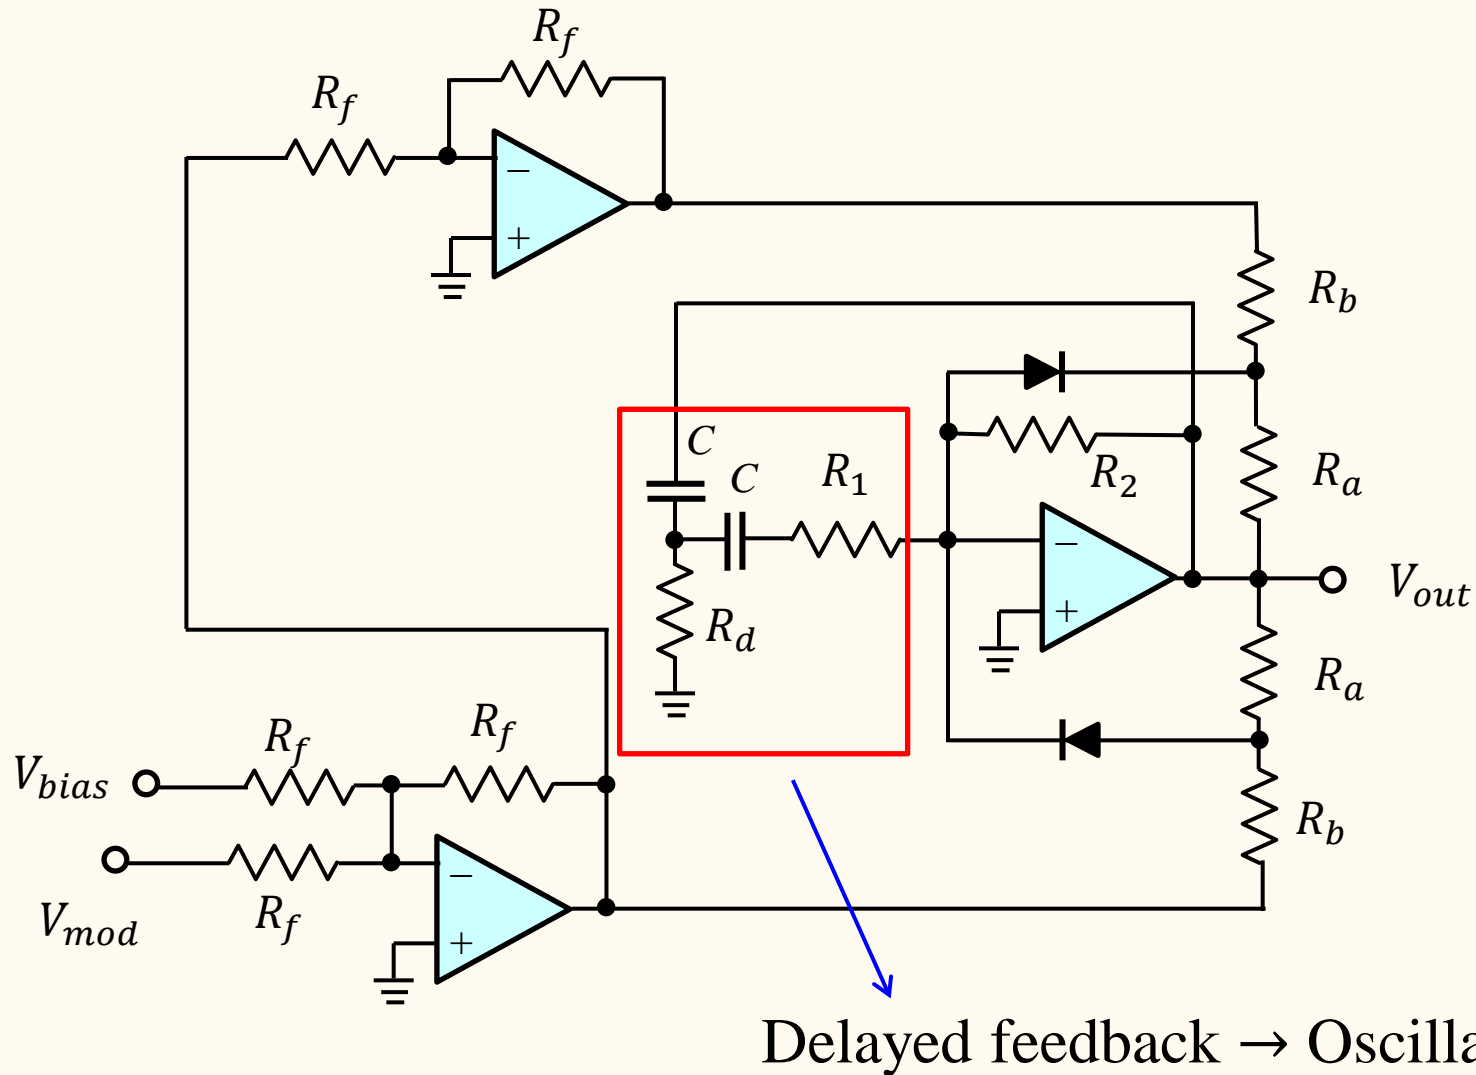 R_f
R_f
− 
+
R_b
C
C
R_1
R_2
R_a
−
+
V_out
R_d
R_a
R_f
R_f
V_bias
R_b
−
V_mod
R_f
+
Delayed feedback → Oscilla